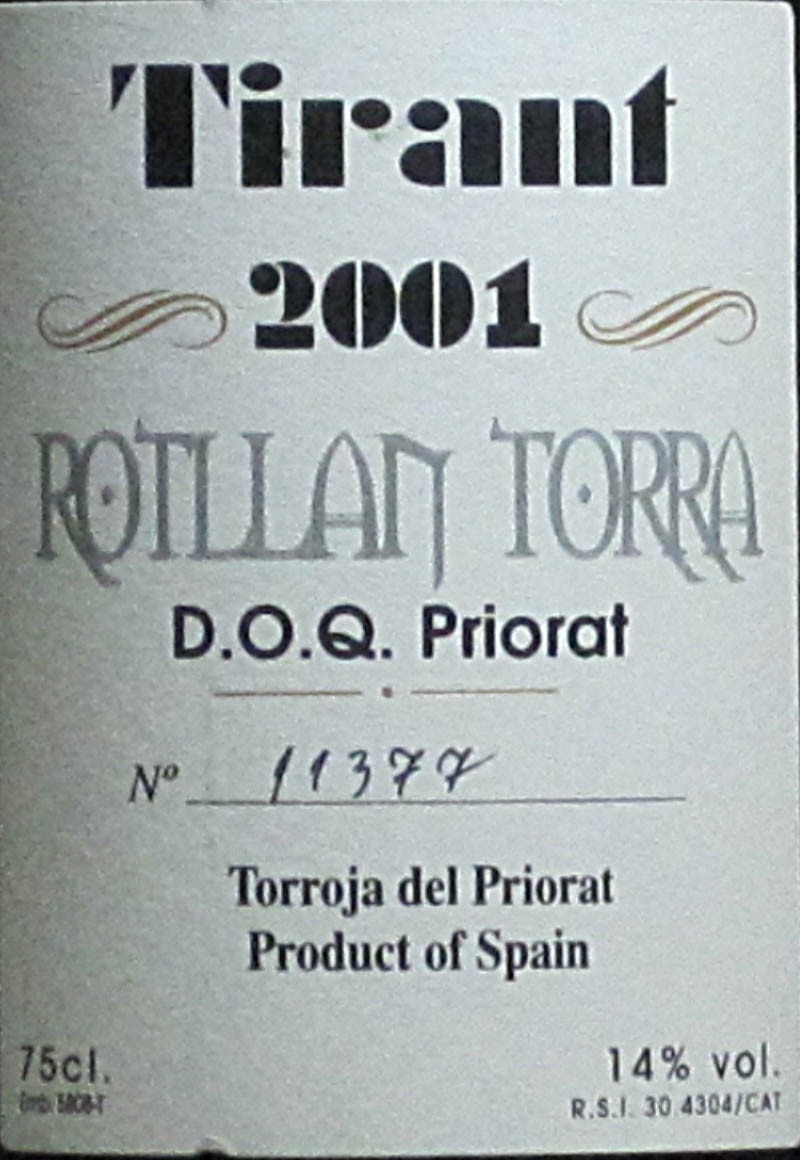 Tirant
2001
ROTLLAN TORRA
D.O.Q. Priorat
Nº 11377
Torroja del Priorat
Product of Spain
75cl. 14% vol.
R.S.I. 30.4304/CAT